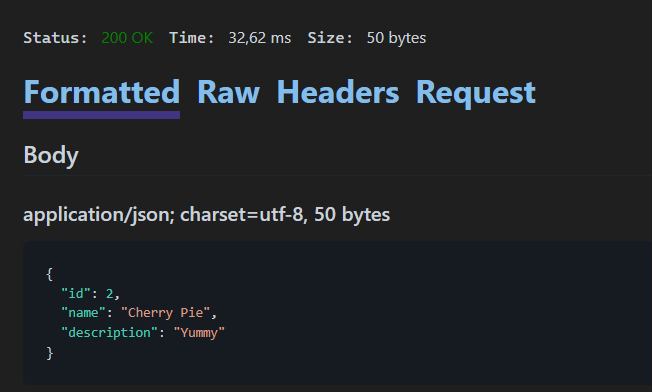 Status: 200 OK Time: 32,62 ms Size: 50 bytes
Formatted Raw Headers Request
Body
application/json; charset=utf-8, 50 bytes
{
  "id": 2,
  "name": "Cherry Pie",
  "description": "Yummy"
}